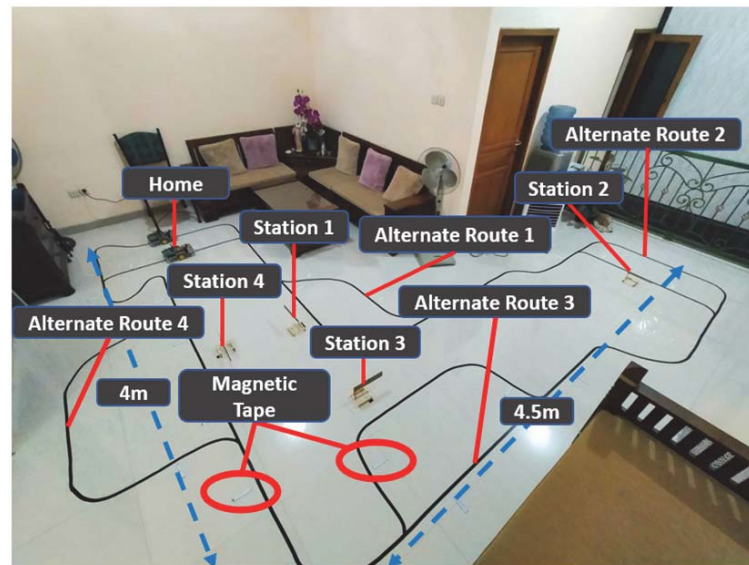 Alternate Route 2
Home
Station 2
Station 1
Alternate Route 1
Station 4
Alternate Route 3
Alternate Route 4
Station 3
4m
Magnetic
Tape
4.5m